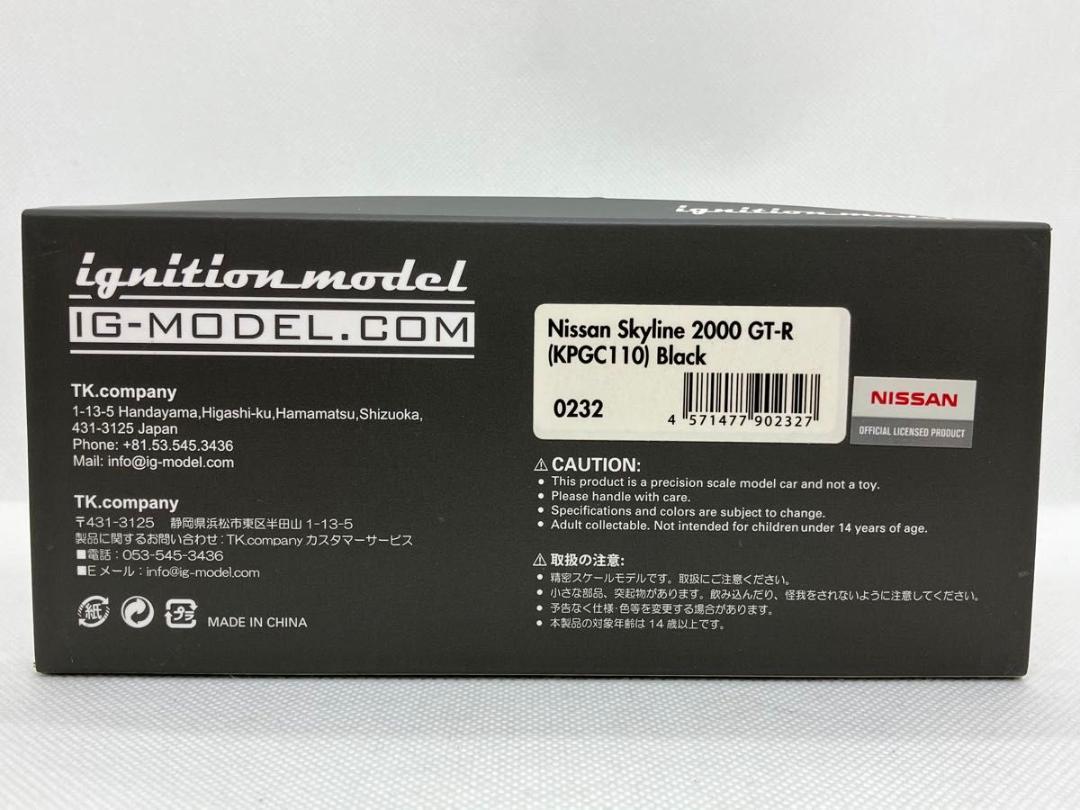 ignition model
ignition model
IG-MODEL.COM
TK.company
1-13-5 Handayama,Higashi-ku,Hamamatsu,Shizuoka,
431-3125 Japan
Phone: +81.53.545.3436
Mail: info@ig-model.com
TK.company
〒431-3125 静岡県浜松市東区半田山 1-13-5
製品に関するお問い合わせ：TK.company カスタマーサービス
■電話：053-545-3436
■E メール：info@ig-model.com
紙
プラ
MADE IN CHINA
Nissan Skyline 2000 GT-R
(KPGC110) Black
0232
4 571477 902327
NISSAN
OFFICIAL LICENSED PRODUCT
⚠ CAUTION:
● This product is a precision scale model car and not a toy.
● Please handle with care.
● Specifications and colors are subject to change.
● Adult collectable. Not intended for children under 14 years of age.
⚠ 取扱の注意:
● 精密スケールモデルです。取扱にご注意ください。
● 小さな部品、突起物があります。飲み込んだり、怪我をされないように注意してください。
● 予告なく仕様・色等を変更する場合があります。
● 本製品の対象年齢は 14 歳以上です。